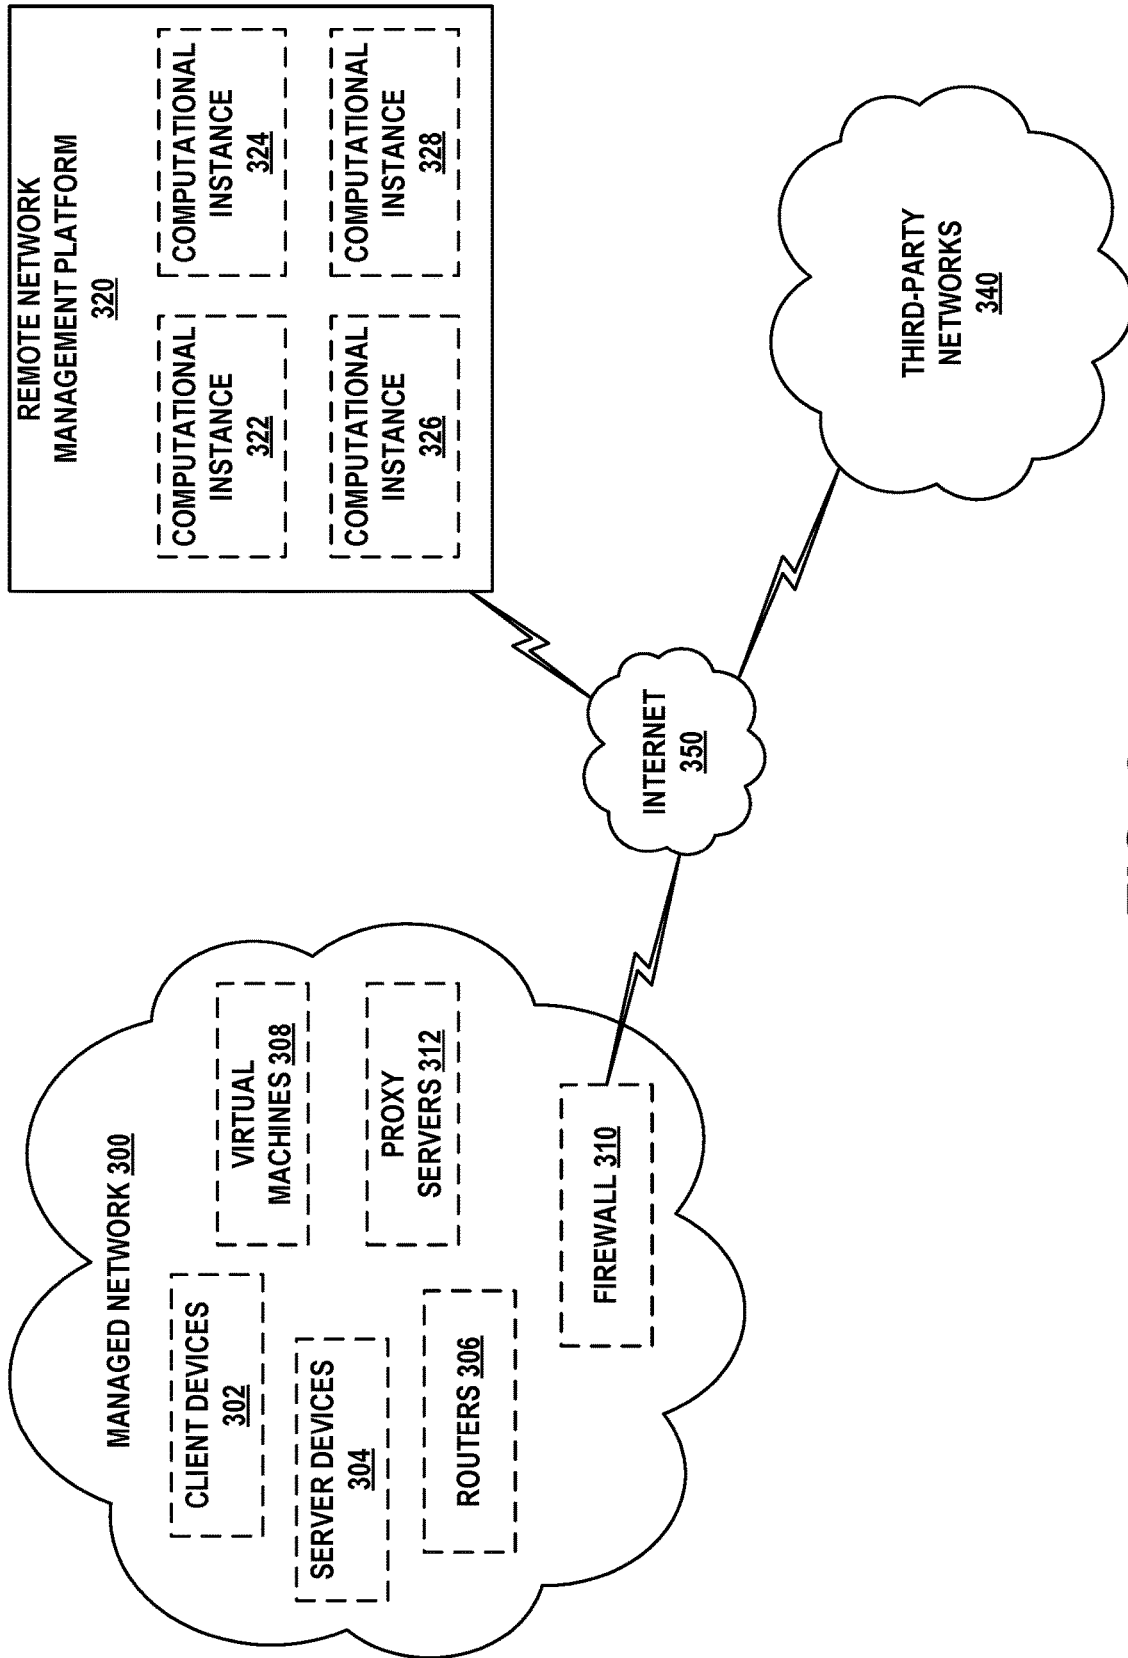 MANAGED NETWORK 300
CLIENT DEVICES
302
SERVER DEVICES
304
ROUTERS 306
VIRTUAL
MACHINES 308
PROXY
SERVERS 312
FIREWALL 310
INTERNET
350
REMOTE NETWORK
MANAGEMENT PLATFORM
320
COMPUTATIONAL
INSTANCE
322
COMPUTATIONAL
INSTANCE
324
COMPUTATIONAL
INSTANCE
326
COMPUTATIONAL
INSTANCE
328
THIRD-PARTY
NETWORKS
340